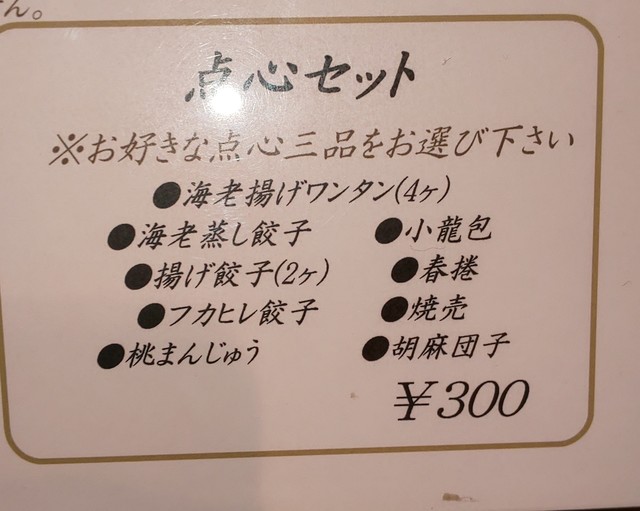 ん。
点心セット
※お好きな点心三品をお選び下さい
●海老揚げワンタン(4ヶ)
●海老蒸し餃子 ●小龍包
●揚げ餃子(2ヶ) ●春捲
●フカヒレ餃子 ●焼売
●桃まんじゅう ●胡麻団子
¥300